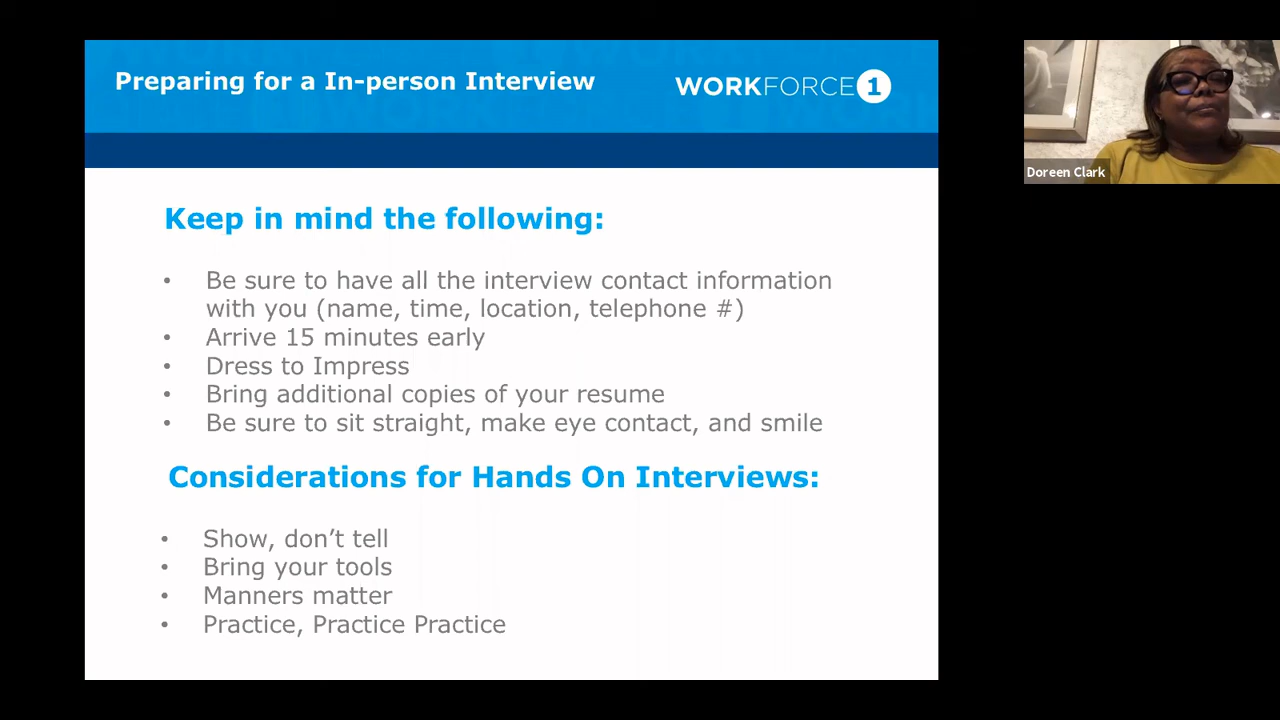 Preparing for a In-person Interview
WORKFORCE1
Doreen Clark
Keep in mind the following:
• Be sure to have all the interview contact information
with you (name, time, location, telephone #)
• Arrive 15 minutes early
• Dress to Impress
• Bring additional copies of your resume
• Be sure to sit straight, make eye contact, and smile
Considerations for Hands On Interviews:
• Show, don’t tell
• Bring your tools
• Manners matter
• Practice, Practice Practice